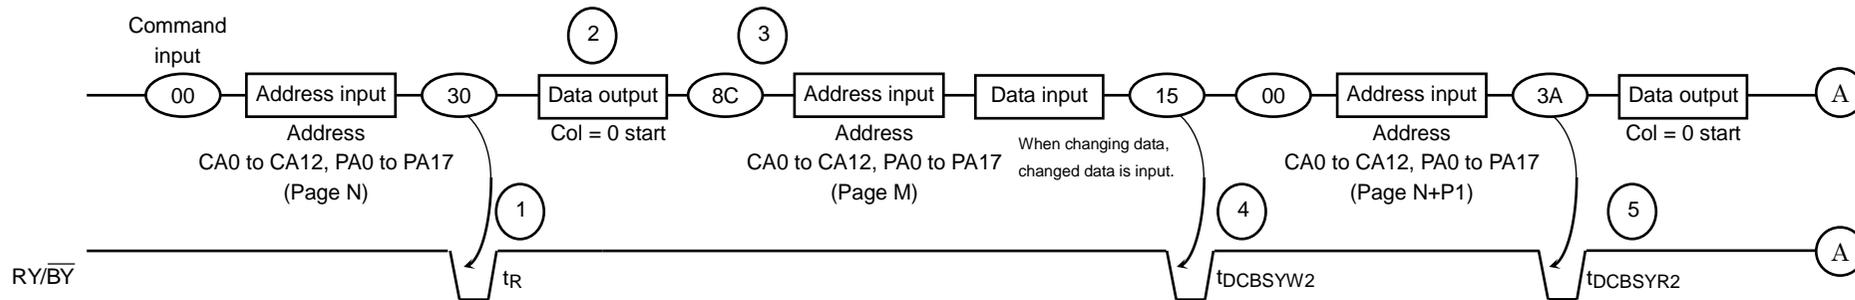 Command
input
2
3
00
Address input
30
Data output
8C
Address input
Data input
15
00
Address input
3A
Data output
A
Address
CA0 to CA12, PA0 to PA17
(Page N)
Col = 0 start
Address
CA0 to CA12, PA0 to PA17
(Page M)
When changing data,
changed data is input.
Address
CA0 to CA12, PA0 to PA17
(Page N+P1)
Col = 0 start
1
4
5
RY/BY
tR
tDCBSYW2
tDCBSYR2
A